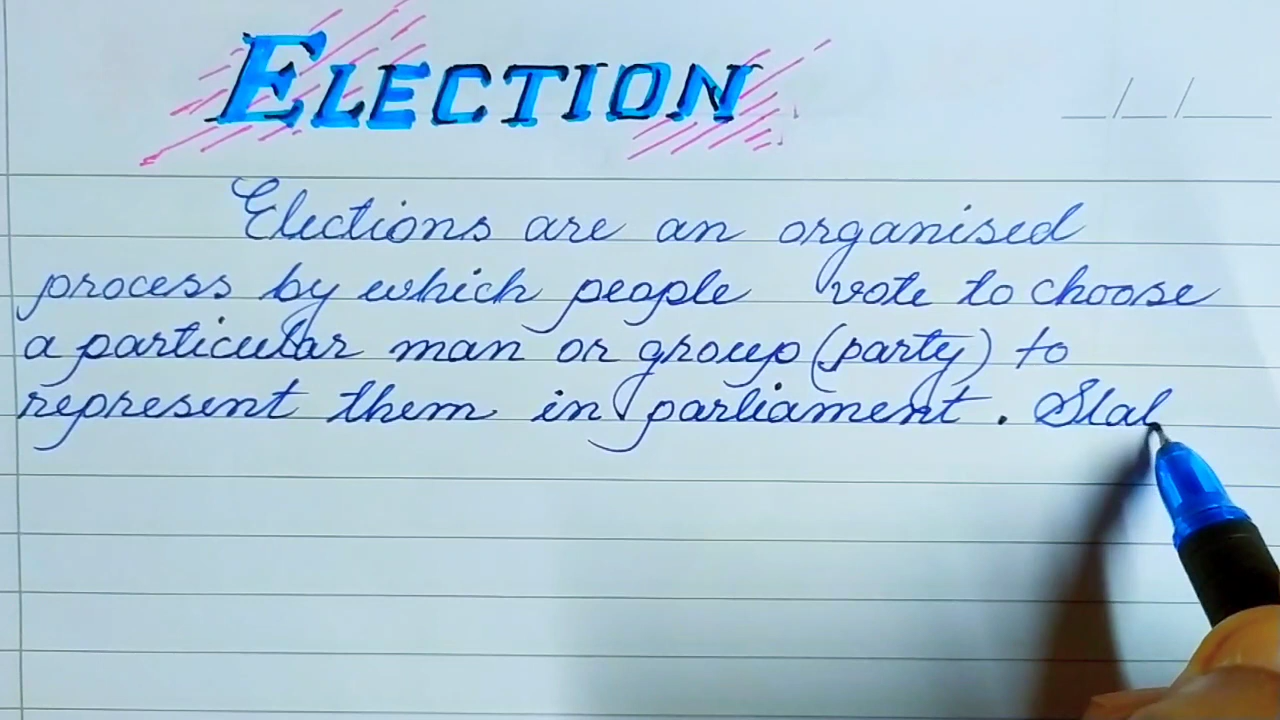 ELECTION
Elections are an organised
process by which people vote to choose
a particular man or group (party) to
represent them in parliament.